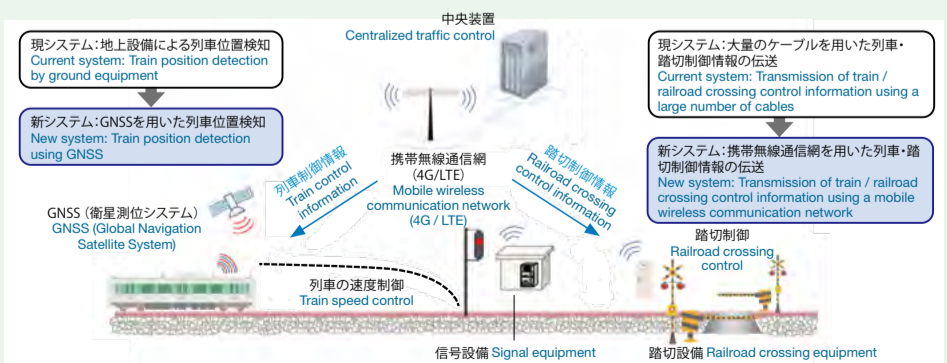 中央装置
Centralized traffic control
現システム：地上設備による列車位置検知
Current system: Train position detection
by ground equipment
新システム：GNSSを用いた列車位置検知
New system: Train position detection
using GNSS
現システム：大量のケーブルを用いた列車・
踏切制御情報の伝送
Current system: Transmission of train /
railroad crossing control information using a
large number of cables
新システム：携帯無線通信網を用いた列車・踏
切制御情報の伝送
New system: Transmission of train / railroad
crossing control information using a mobile
wireless communication network
列車制御情報
Train control
information
携帯無線通信網
(4G/LTE)
Mobile wireless
communication network
(4G / LTE)
踏切制御情報
Railroad crossing
control information
GNSS（衛星測位システム）
GNSS (Global Navigation
Satellite System)
踏切制御
Railroad crossing
control
列車の速度制御
Train speed control
信号設備 Signal equipment
踏切設備 Railroad crossing equipment